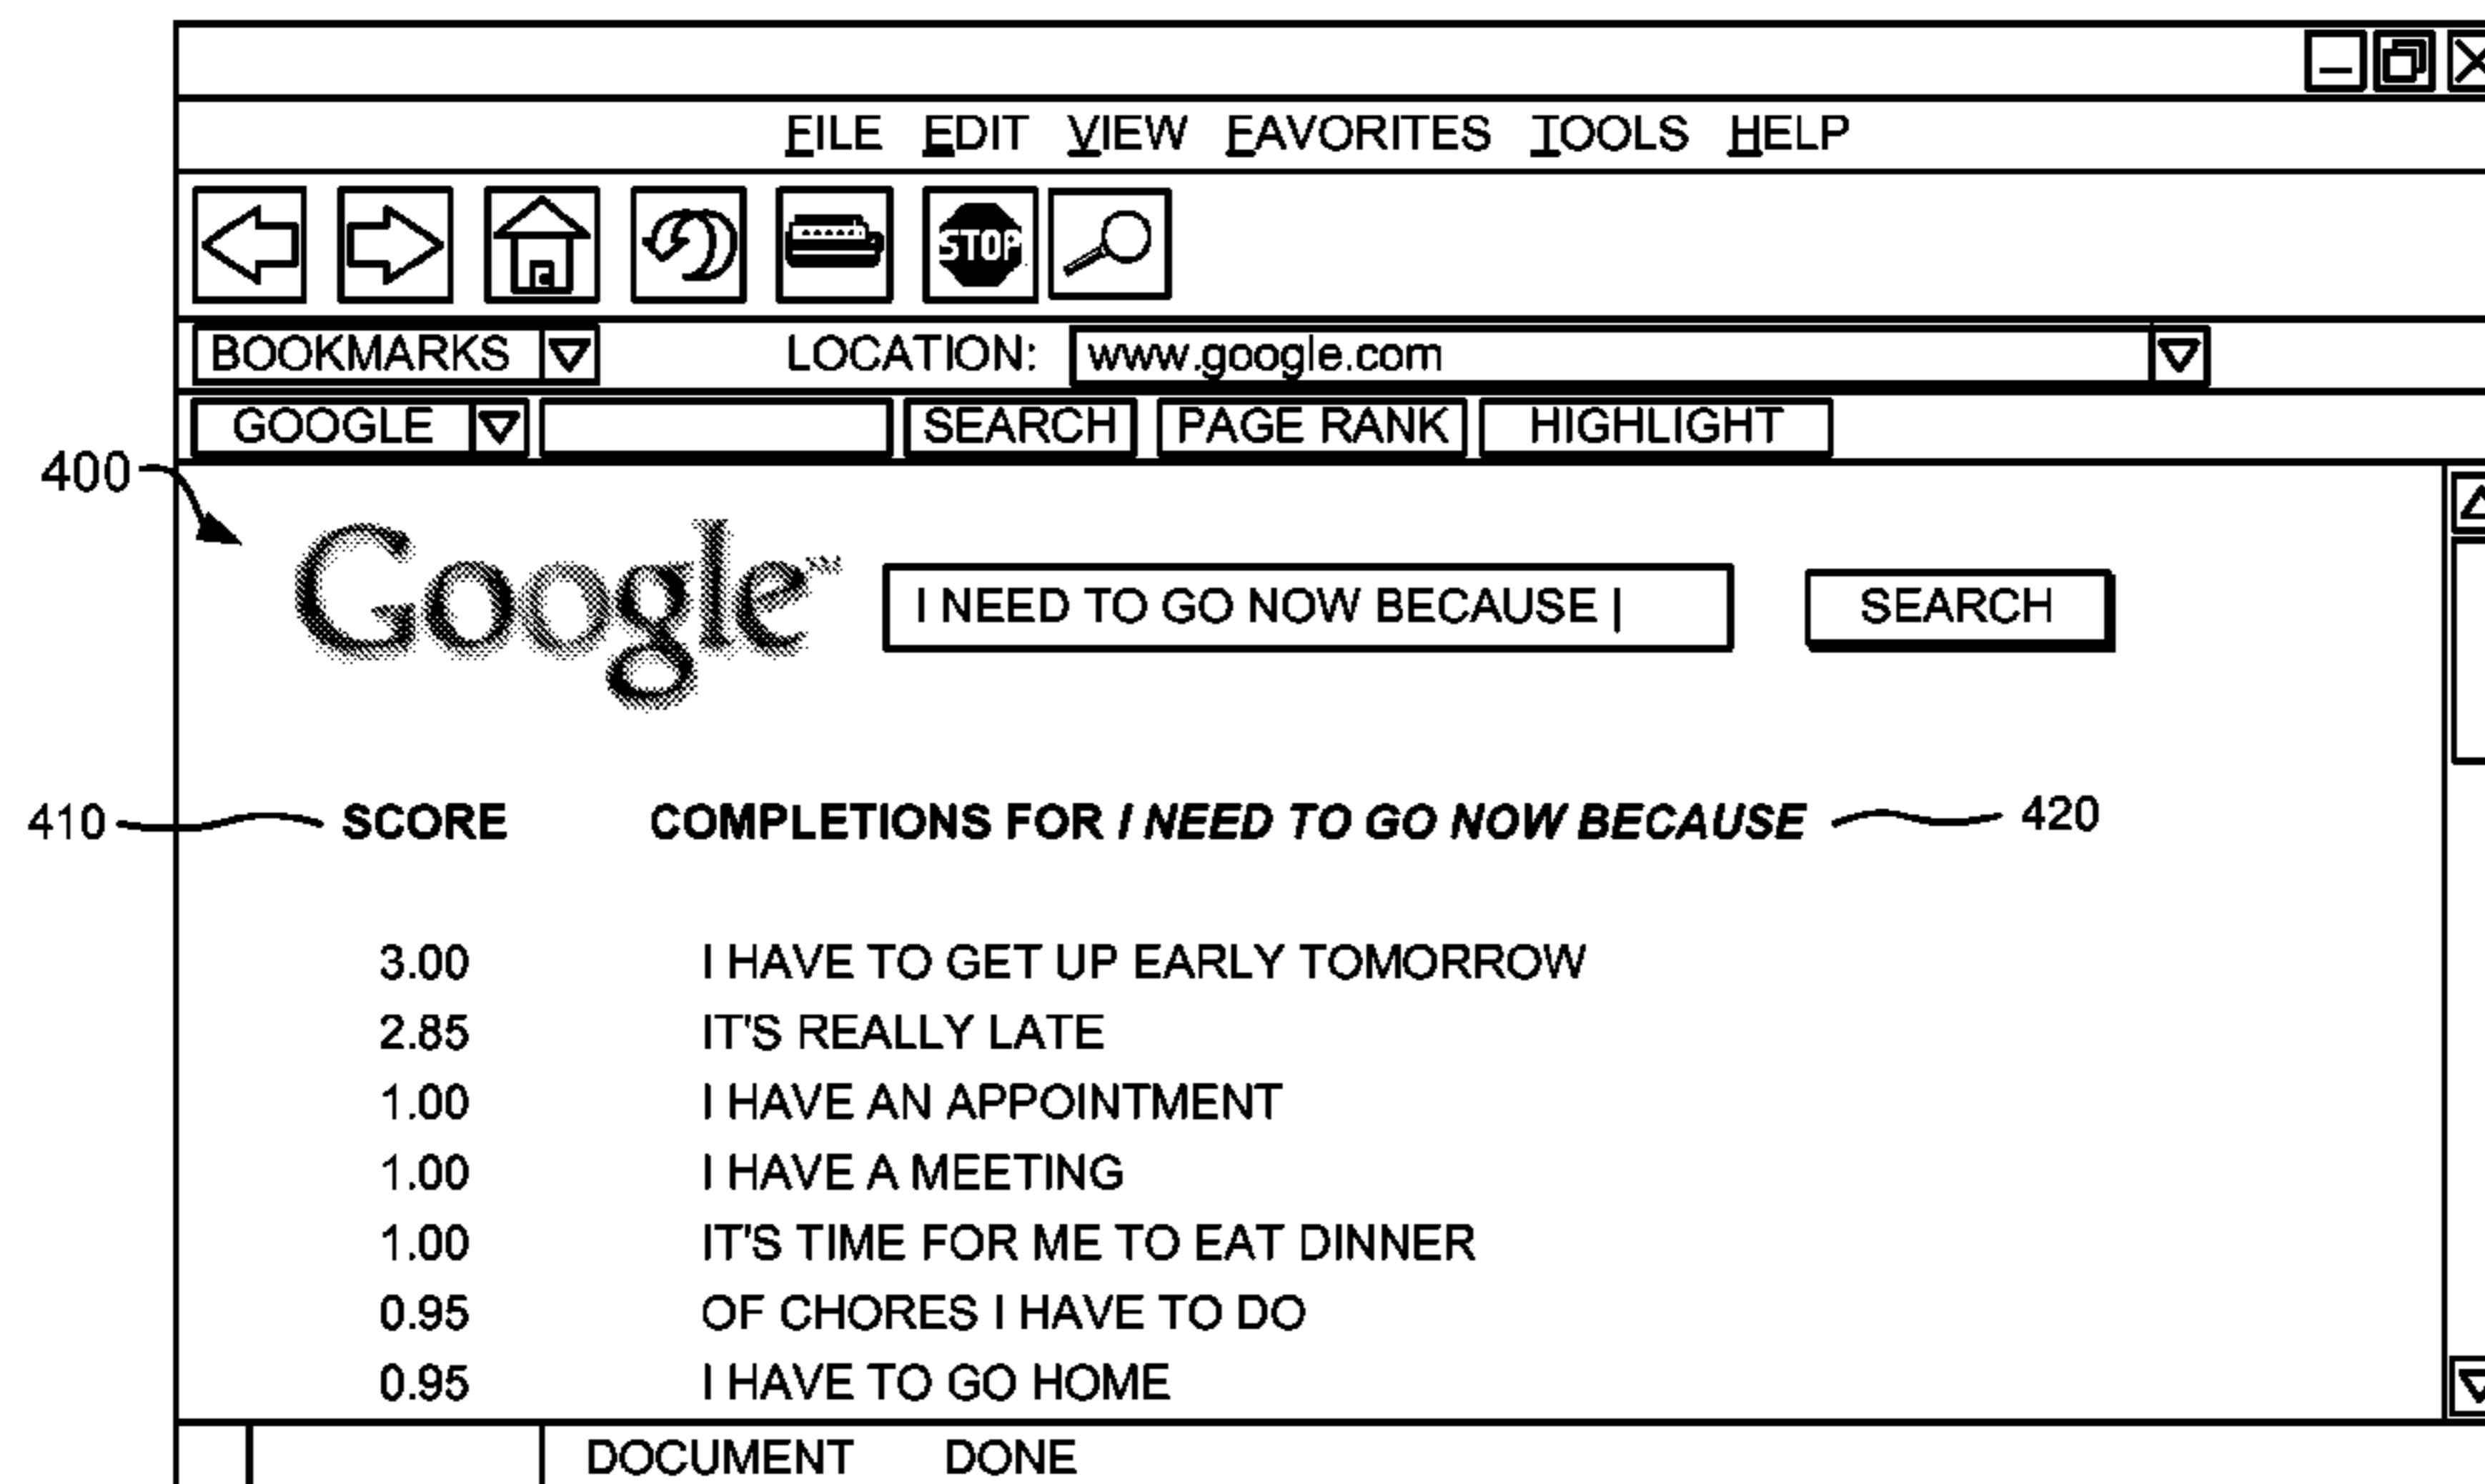 FILE EDIT VIEW FAVORITES TOOLS HELP
STOP
BOOKMARKS LOCATION: www.google.com
GOOGLE SEARCH PAGE RANK HIGHLIGHT
400
Google™ I NEED TO GO NOW BECAUSE | SEARCH
410 SCORE COMPLETIONS FOR I NEED TO GO NOW BECAUSE 420
3.00 I HAVE TO GET UP EARLY TOMORROW
2.85 IT'S REALLY LATE
1.00 I HAVE AN APPOINTMENT
1.00 I HAVE A MEETING
1.00 IT'S TIME FOR ME TO EAT DINNER
0.95 OF CHORES I HAVE TO DO
0.95 I HAVE TO GO HOME
DOCUMENT DONE